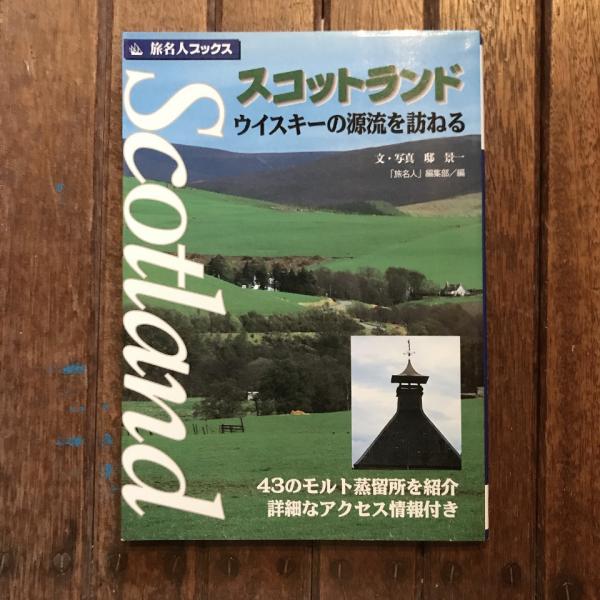 旅名人ブックス
Scotland
スコットランド
ウイスキーの源流を訪ねる
文・写真 邸 景一
「旅名人」編集部／編
43のモルト蒸留所を紹介
詳細なアクセス情報付き